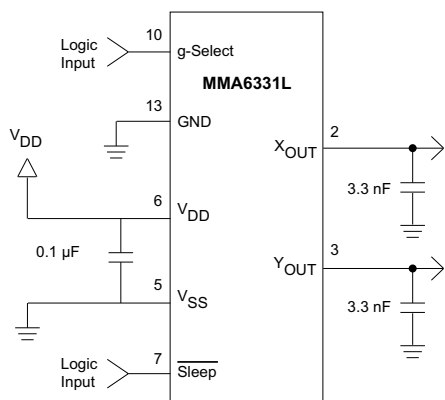 Logic
Input
10
g-Select
MMA6331L
13
GND
2
XOUT
VDD
3.3 nF
6
VDD
0.1 µF
3
YOUT
5
VSS
3.3 nF
Logic
Input
7
Sleep